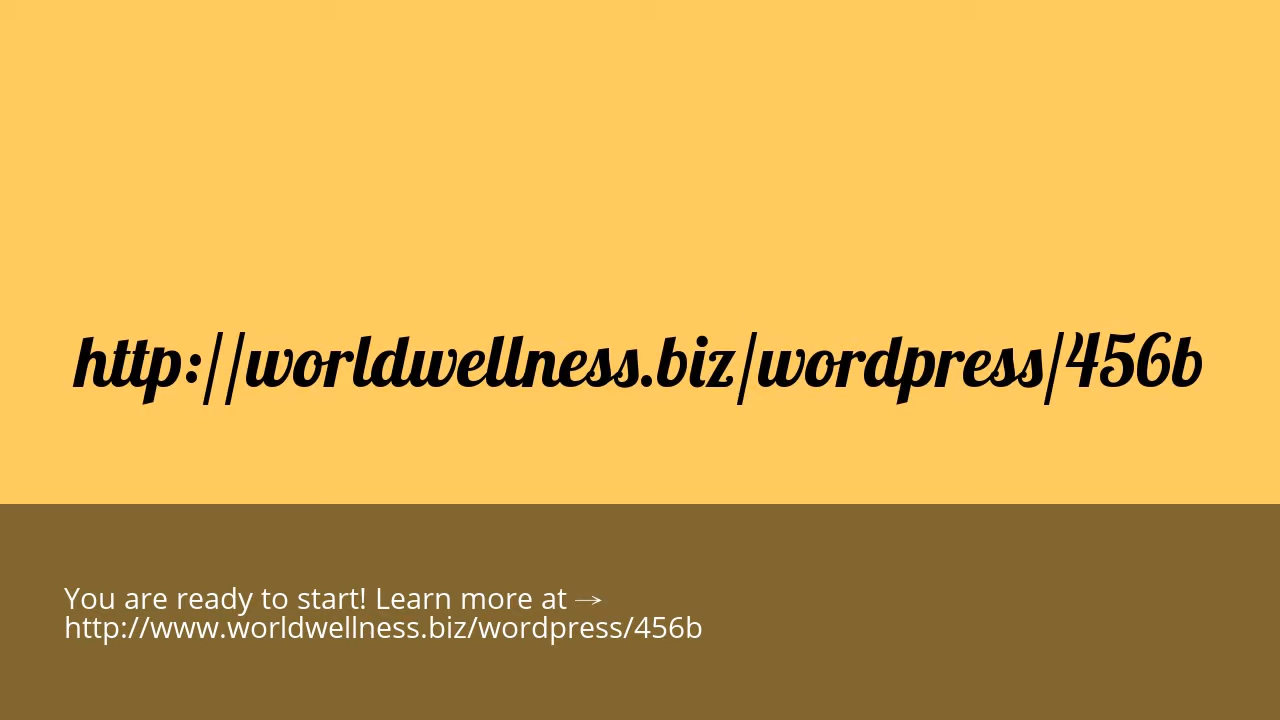 http://worldwellness.biz/wordpress/456b
You are ready to start! Learn more at →
http://www.worldwellness.biz/wordpress/456b